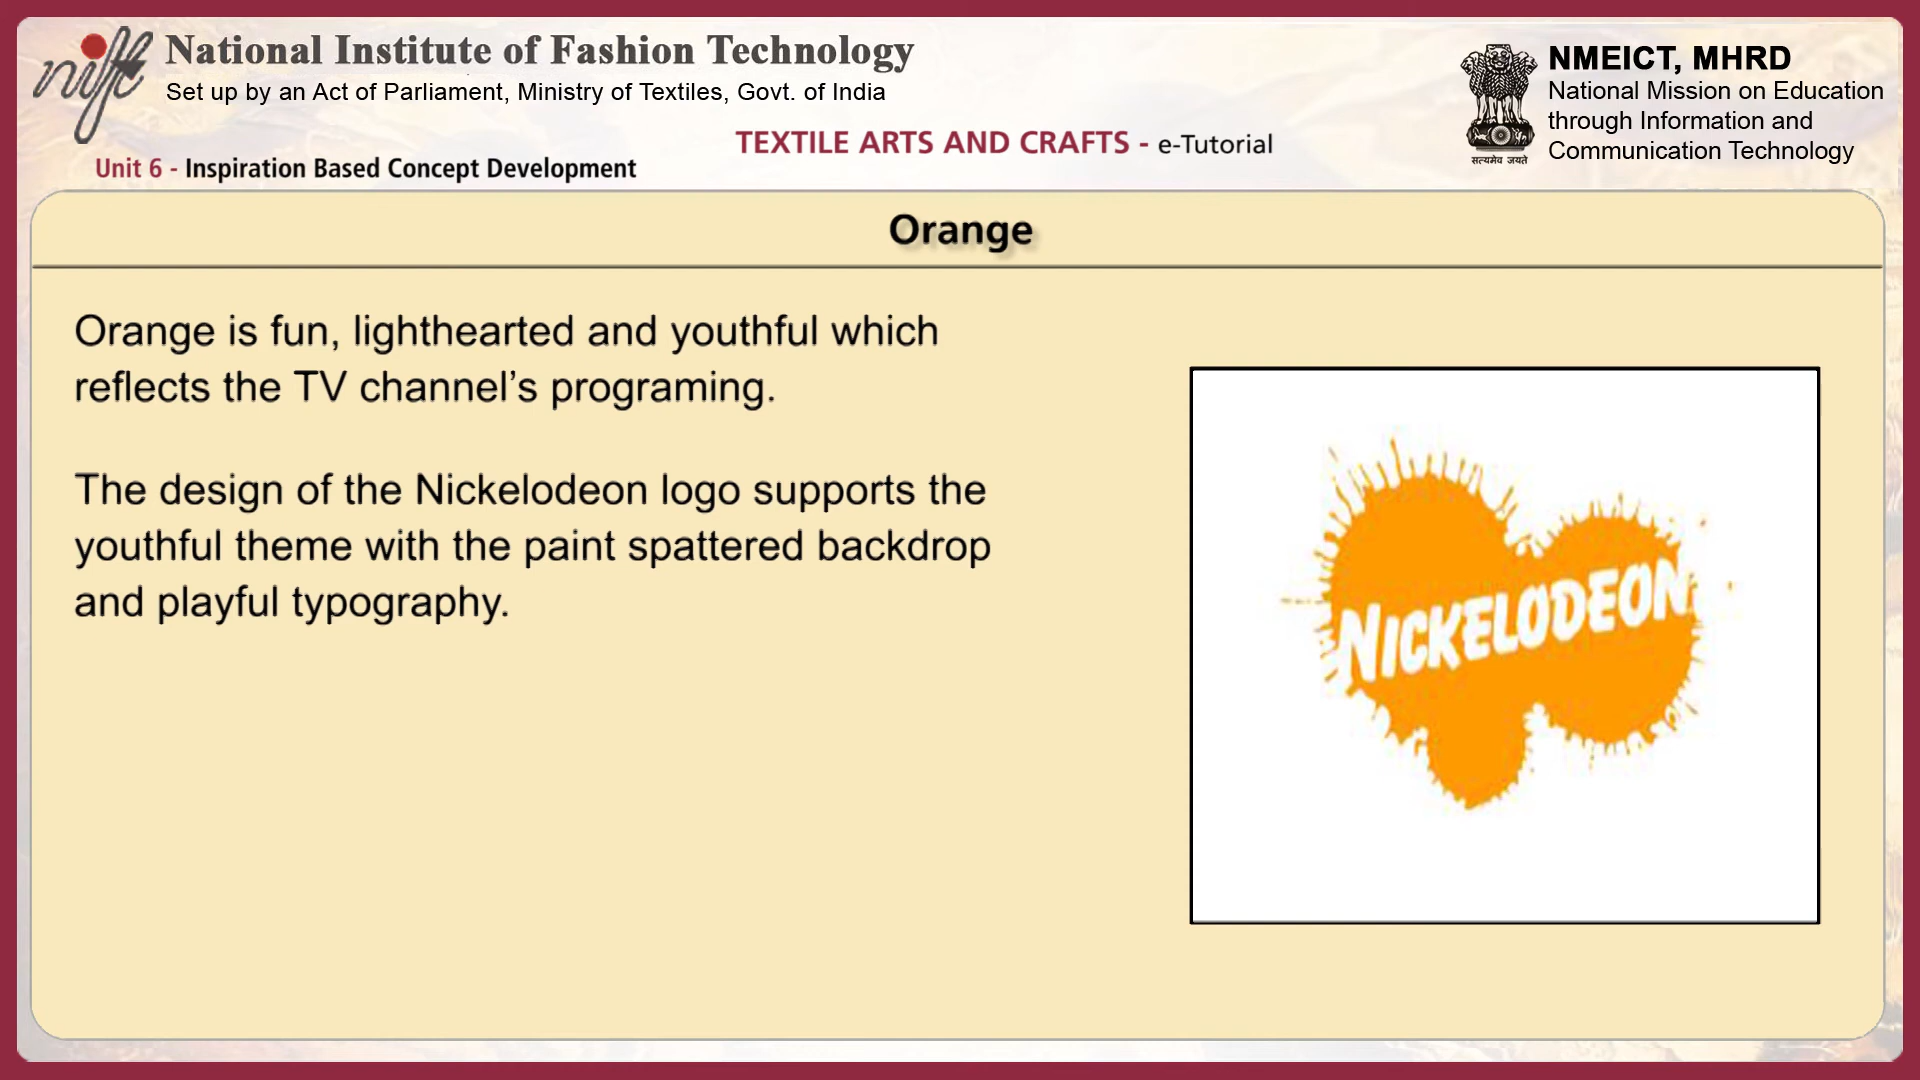 nift
National Institute of Fashion Technology
Set up by an Act of Parliament, Ministry of Textiles, Govt. of India
NMEICT, MHRD
National Mission on Education
through Information and
Communication Technology
सत्यमेव जयते
TEXTILE ARTS AND CRAFTS - e-Tutorial
Unit 6 - Inspiration Based Concept Development
Orange
Orange is fun, lighthearted and youthful which
reflects the TV channel’s programing.
The design of the Nickelodeon logo supports the
youthful theme with the paint spattered backdrop
and playful typography.
NICKELODEON